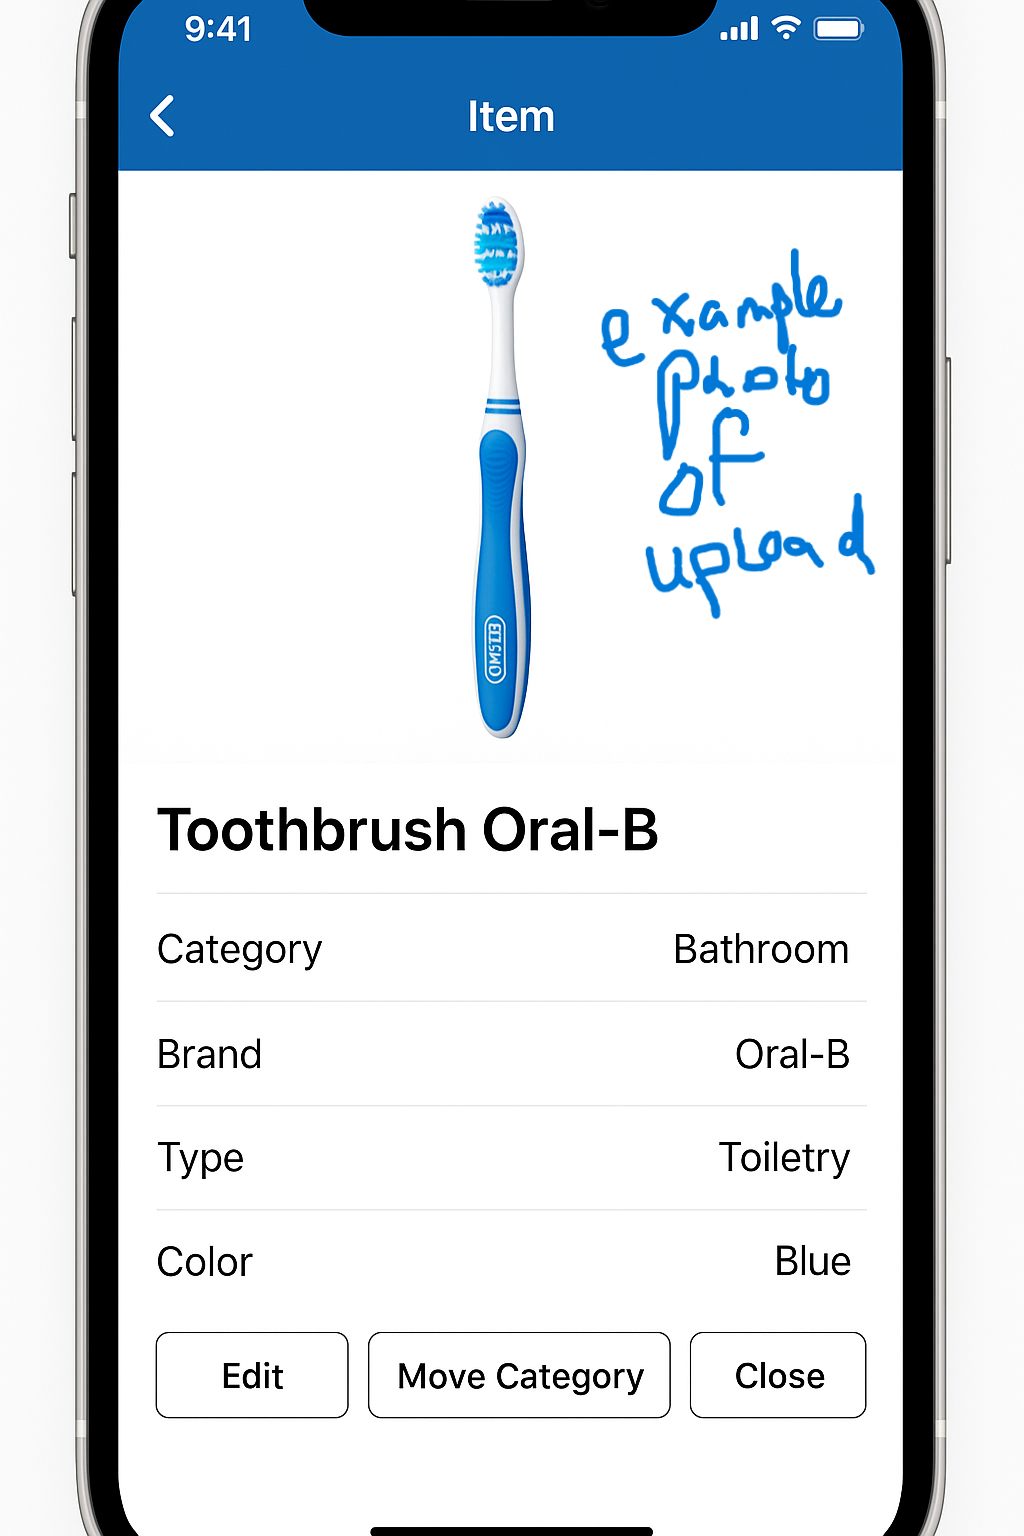 9:41
Item
example
photo
of
upload
Toothbrush Oral-B
Category Bathroom
Brand Oral-B
Type Toiletry
Color Blue
Edit Move Category Close